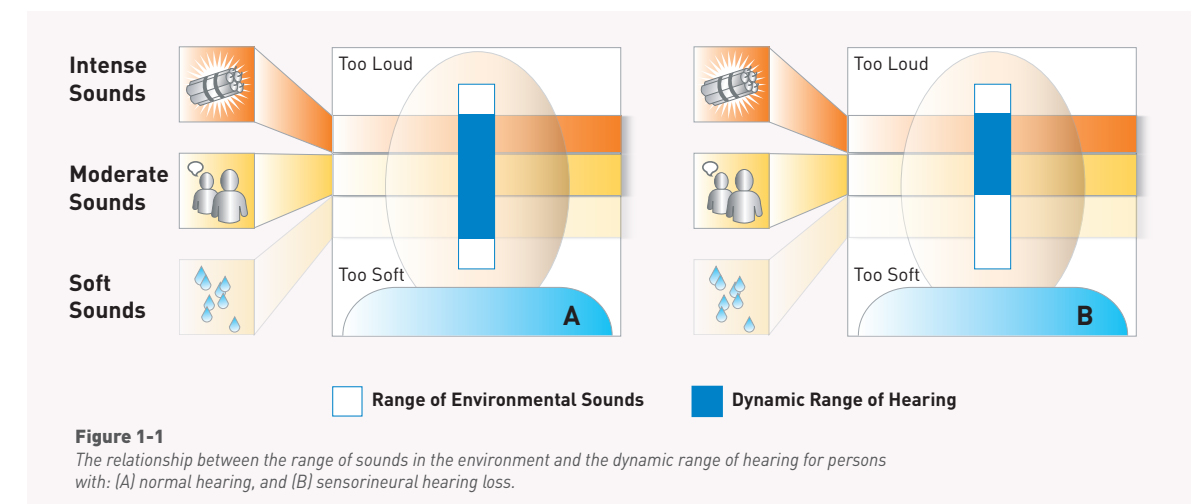 Intense
Sounds
Too Loud
Too Loud
Moderate
Sounds
Soft
Sounds
Too Soft
Too Soft
A
B
Range of Environmental Sounds
Dynamic Range of Hearing
Figure 1-1
The relationship between the range of sounds in the environment and the dynamic range of hearing for persons
with: (A) normal hearing, and (B) sensorineural hearing loss.